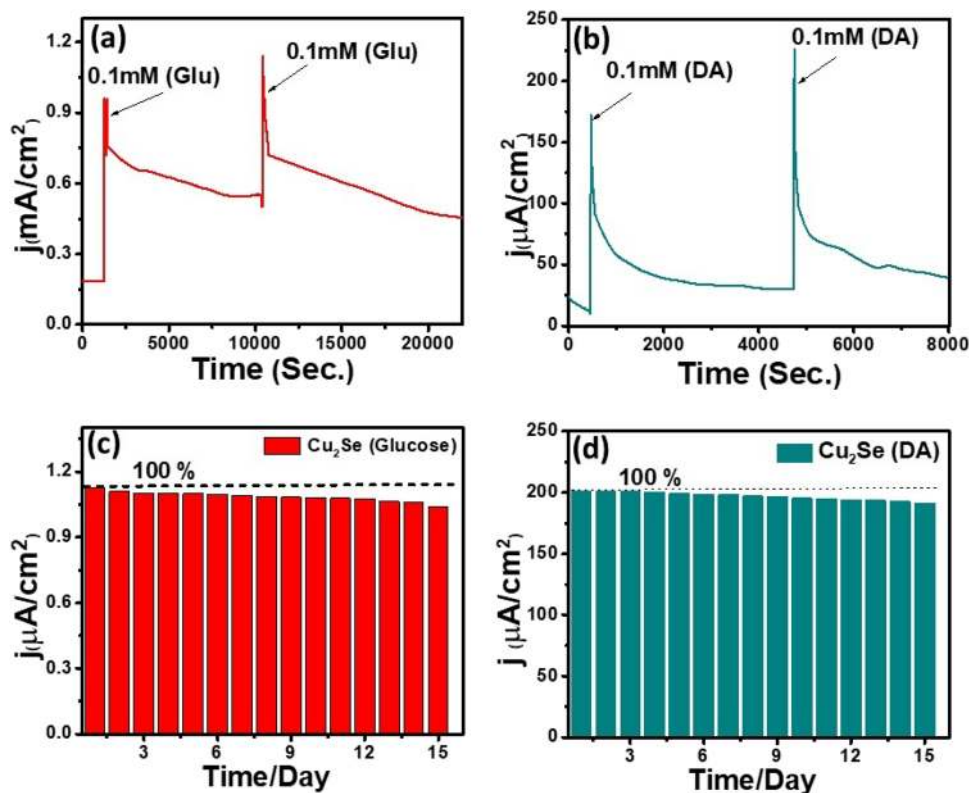 (a)
0.1mM (Glu)
0.1mM (Glu)
j(mA/cm²)
1.2
0.9
0.6
0.3
0.0
0 5000 10000 15000 20000
Time (Sec.)
(b)
0.1mM (DA)
0.1mM (DA)
j(μA/cm²)
250
200
150
100
50
0
0 2000 4000 6000 8000
Time (Sec.)
(c)
Cu₂Se (Glucose)
100 %
j(μA/cm²)
1.2
0.9
0.6
0.3
0.0
3 6 9 12 15
Time/Day
(d)
Cu₂Se (DA)
100 %
j (μA/cm²)
250
200
150
100
50
0
3 6 9 12 15
Time/Day